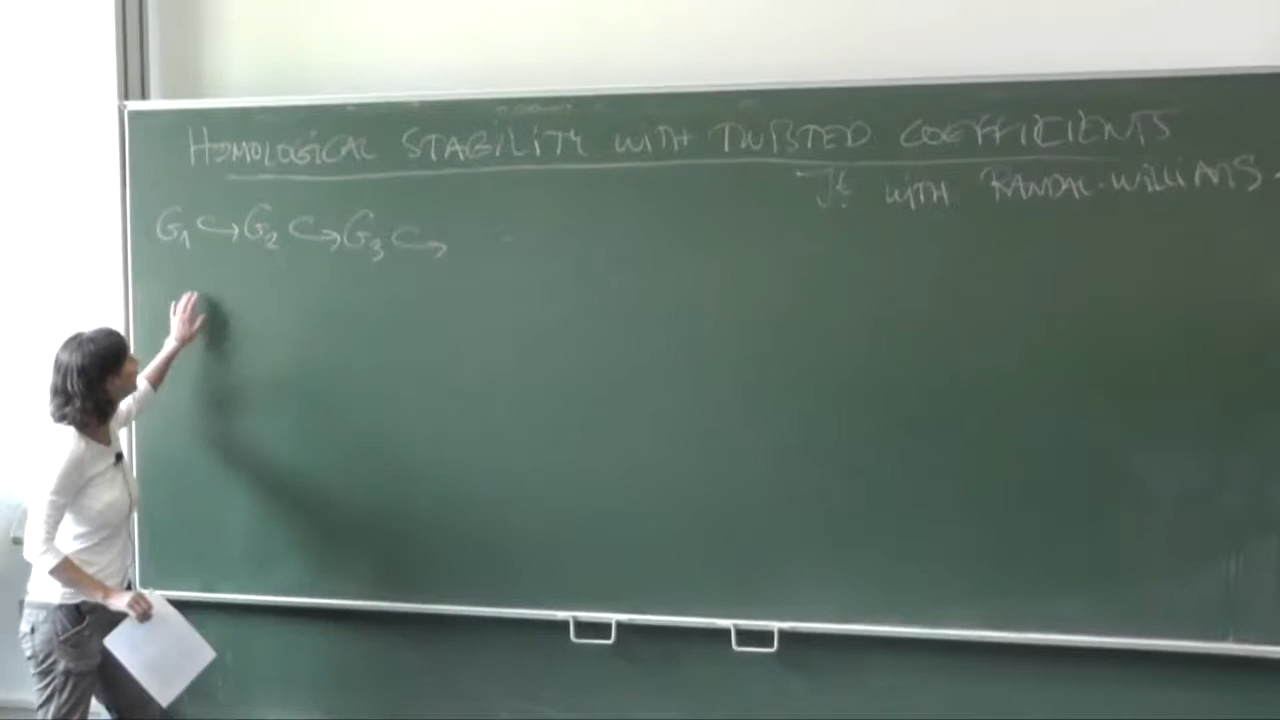 HOMOLOGICAL STABILITY WITH TWISTED COEFFICIENTS
Jt. WITH RANDAL-WILLIAMS.
G₁ ↪ G₂ ↪ G₃ ↪